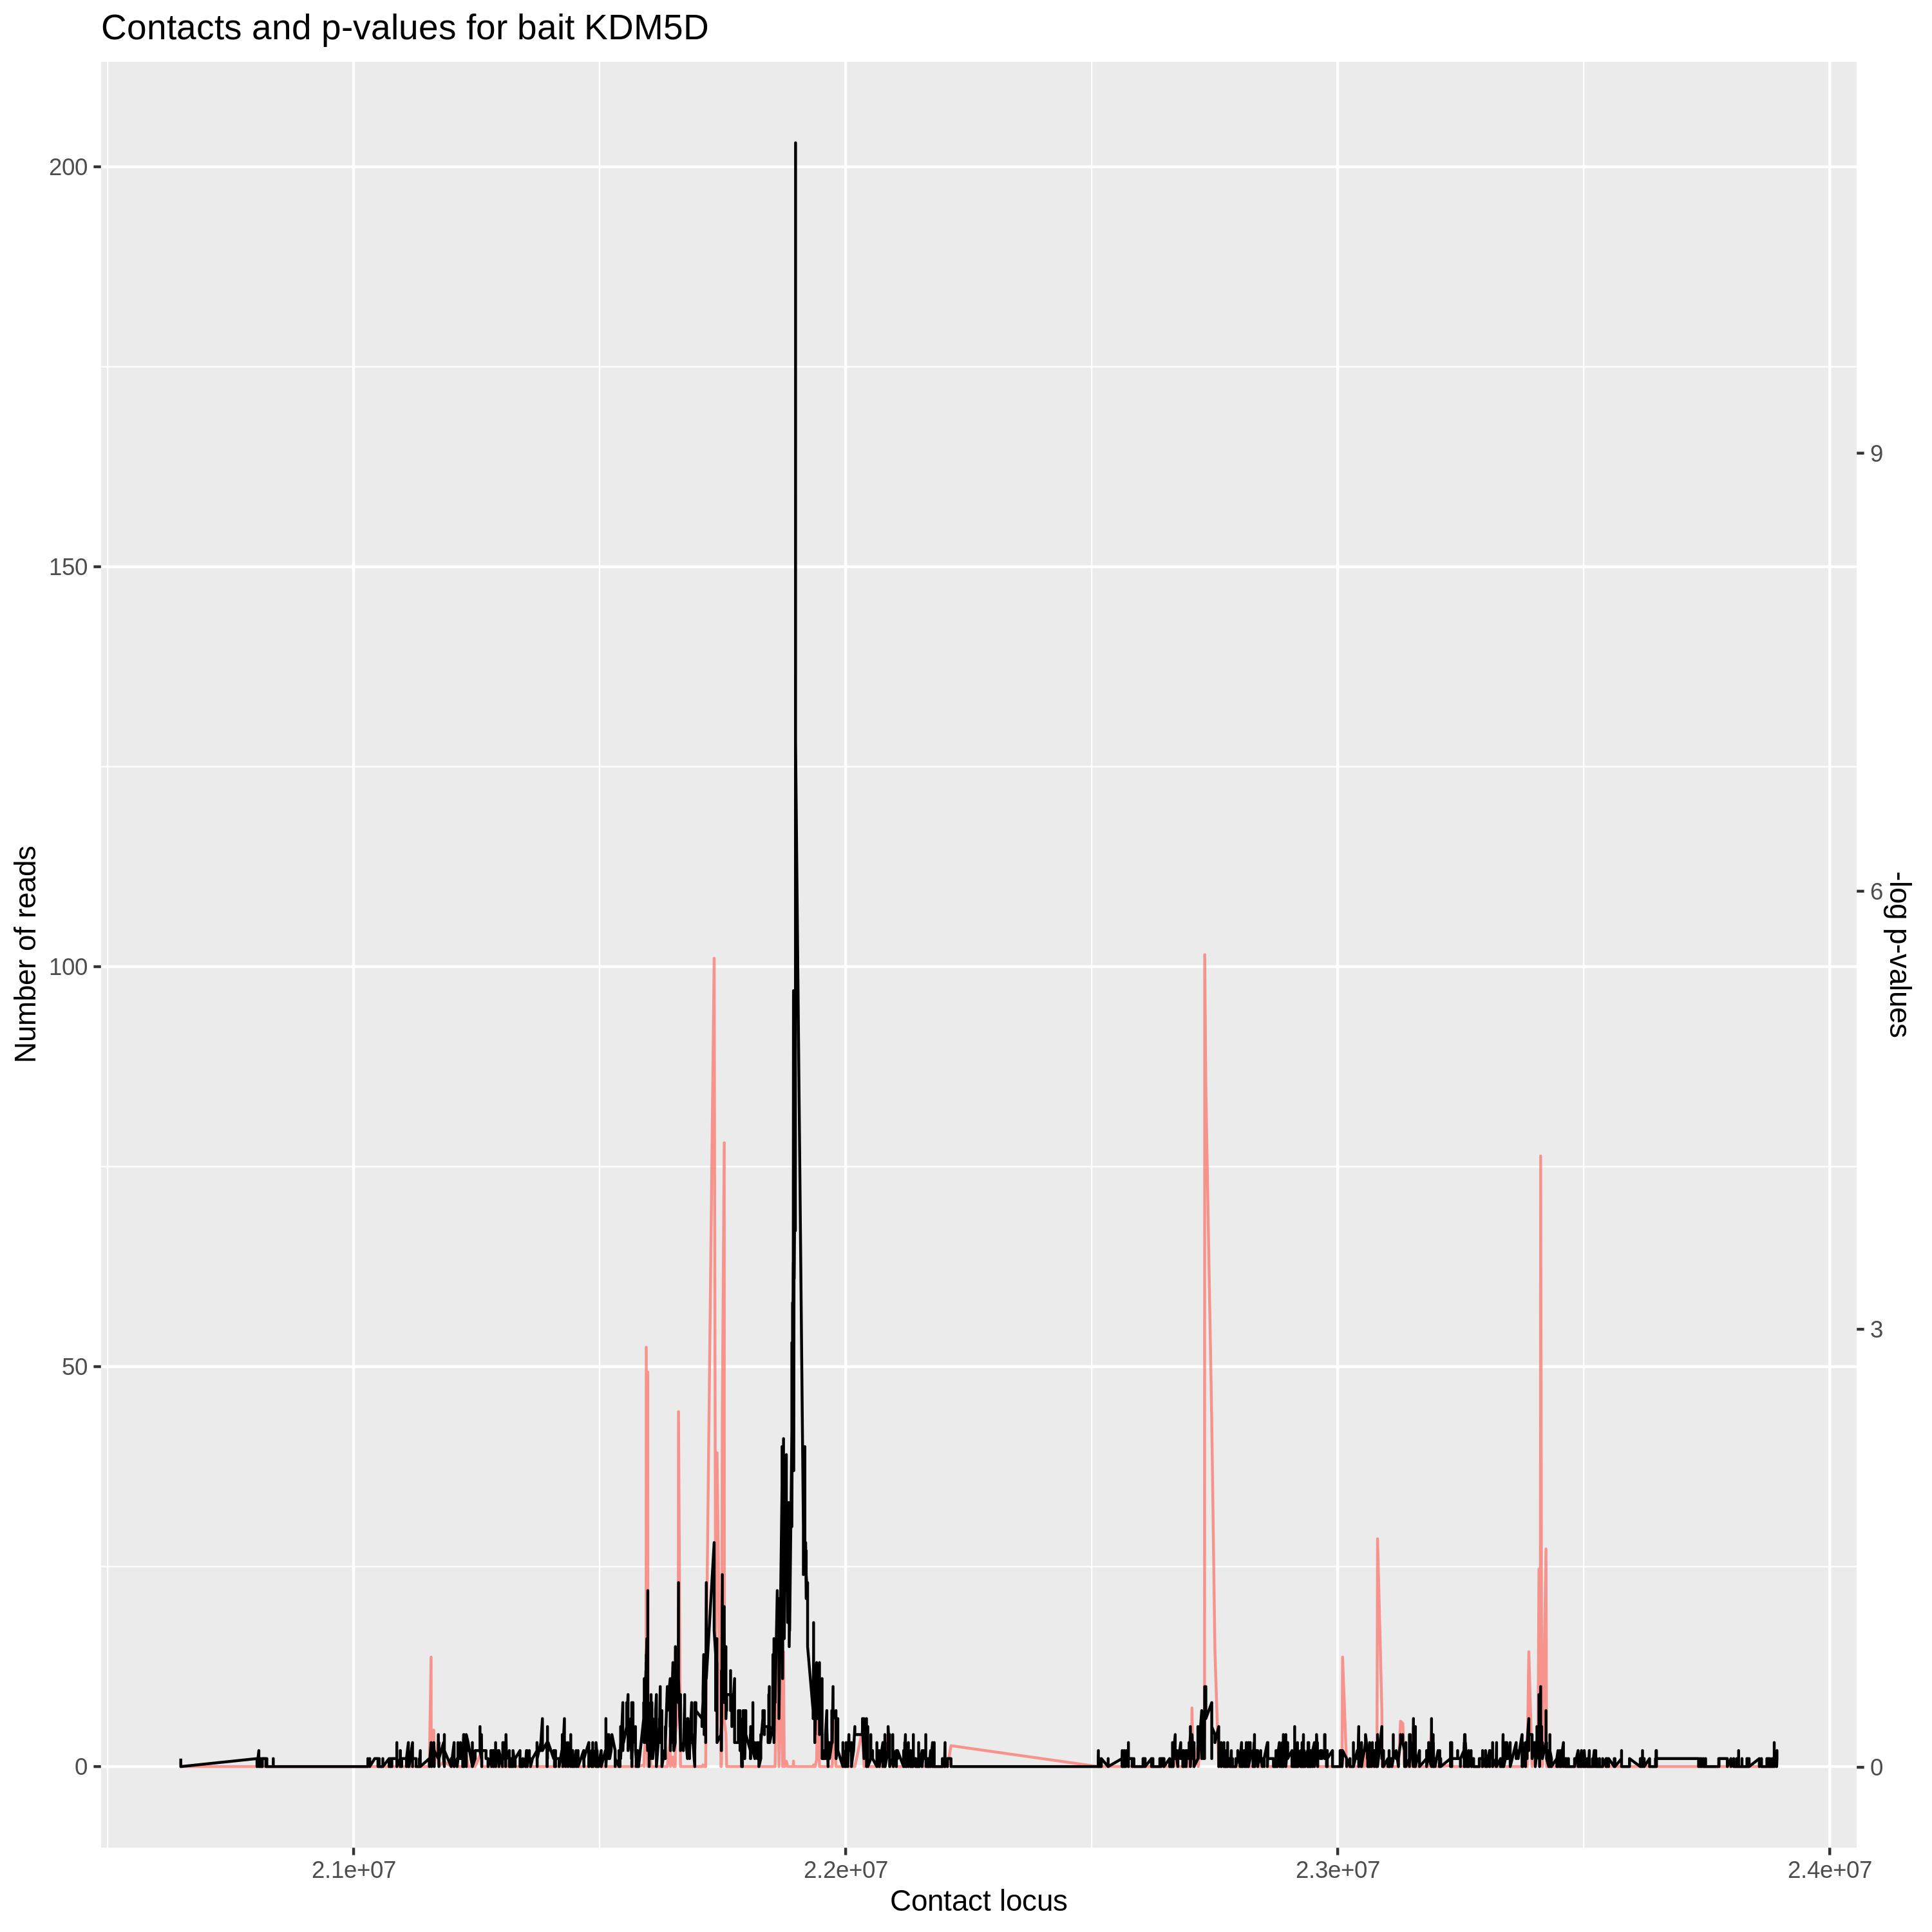 Contacts and p-values for bait KDM5D
200
150
100
50
0
Number of reads
9
6
3
0
-log p-values
2.1e+07
2.2e+07
2.3e+07
2.4e+07
Contact locus